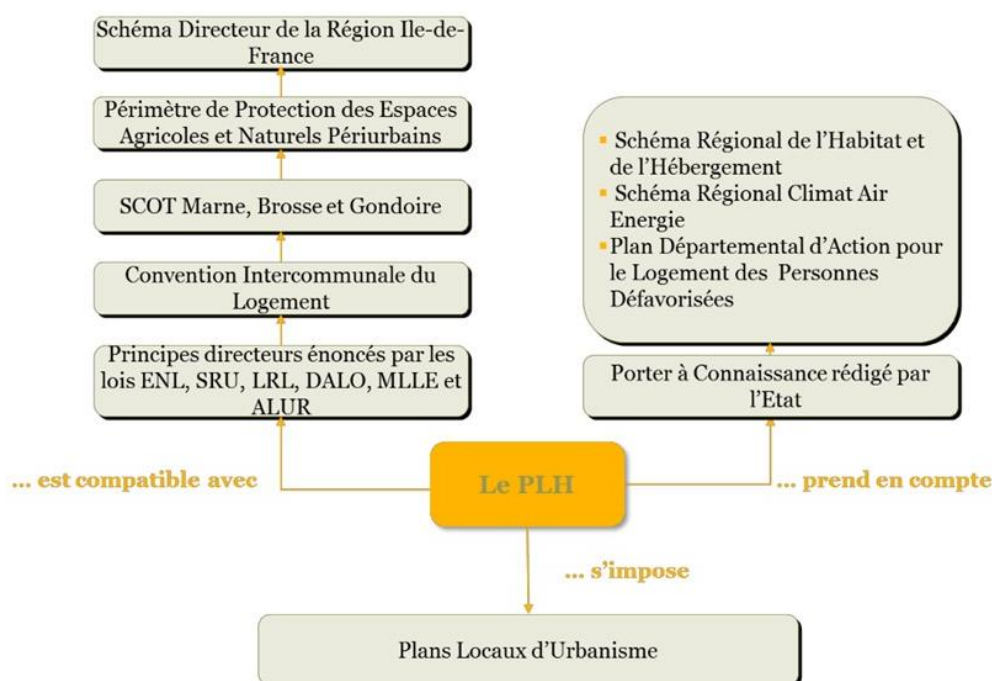 Schéma Directeur de la Région Ile-de-
France
Périmètre de Protection des Espaces
Agricoles et Naturels Périurbains
SCOT Marne, Brosse et Gondoire
Convention Intercommunale du
Logement
Principes directeurs énoncés par les
lois ENL, SRU, LRL, DALO, MLLE et
ALUR
▪ Schéma Régional de l'Habitat et
de l'Hébergement
▪ Schéma Régional Climat Air
Energie
▪ Plan Départemental d'Action pour
le Logement des Personnes
Défavorisées
Porter à Connaissance rédigé par
l'Etat
... est compatible avec
Le PLH
... prend en compte
... s'impose
Plans Locaux d'Urbanisme